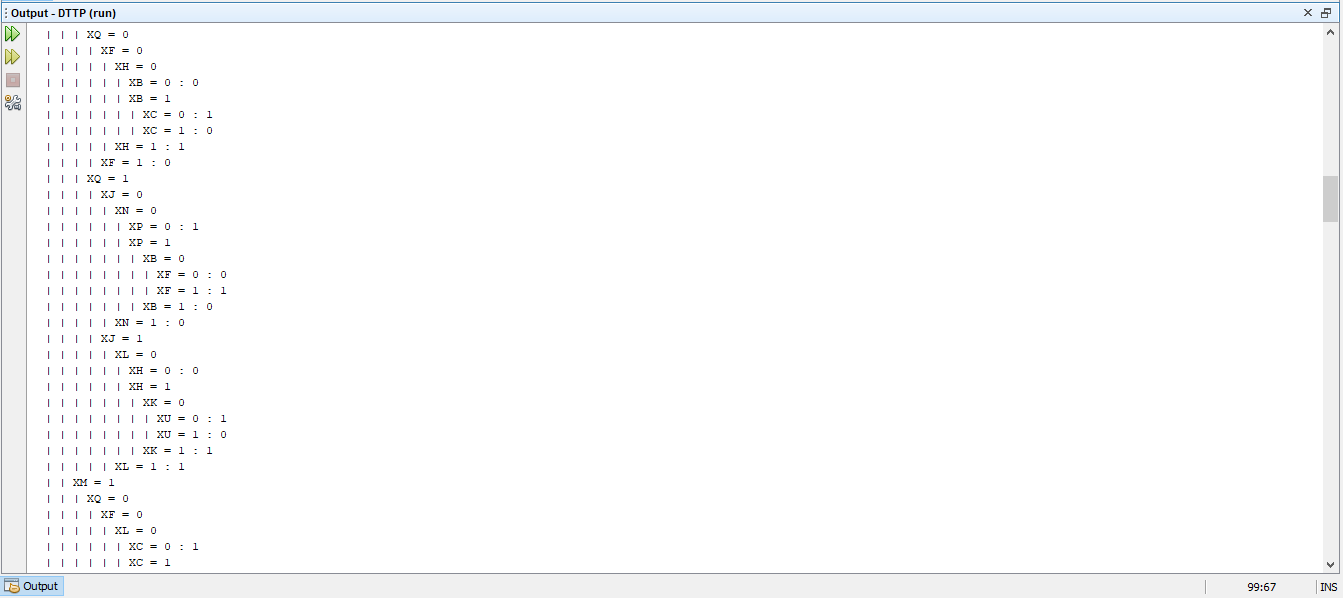 Output - DTTP (run)
| | | XQ = 0
| | | | XF = 0
| | | | | XH = 0
| | | | | | XB = 0 : 0
| | | | | | XB = 1
| | | | | | | XC = 0 : 1
| | | | | | | XC = 1 : 0
| | | | | XH = 1 : 1
| | | | XF = 1 : 0
| | | XQ = 1
| | | | XJ = 0
| | | | | XN = 0
| | | | | | XP = 0 : 1
| | | | | | XP = 1
| | | | | | | XB = 0
| | | | | | | | XF = 0 : 0
| | | | | | | | XF = 1 : 1
| | | | | | | XB = 1 : 0
| | | | | XN = 1 : 0
| | | | XJ = 1
| | | | | XL = 0
| | | | | | XH = 0 : 0
| | | | | | XH = 1
| | | | | | | XK = 0
| | | | | | | | XU = 0 : 1
| | | | | | | | XU = 1 : 0
| | | | | | | XK = 1 : 1
| | | | | XL = 1 : 1
| | XM = 1
| | | XQ = 0
| | | | XF = 0
| | | | | XL = 0
| | | | | | XC = 0 : 1
| | | | | | XC = 1
Output
99:67 INS